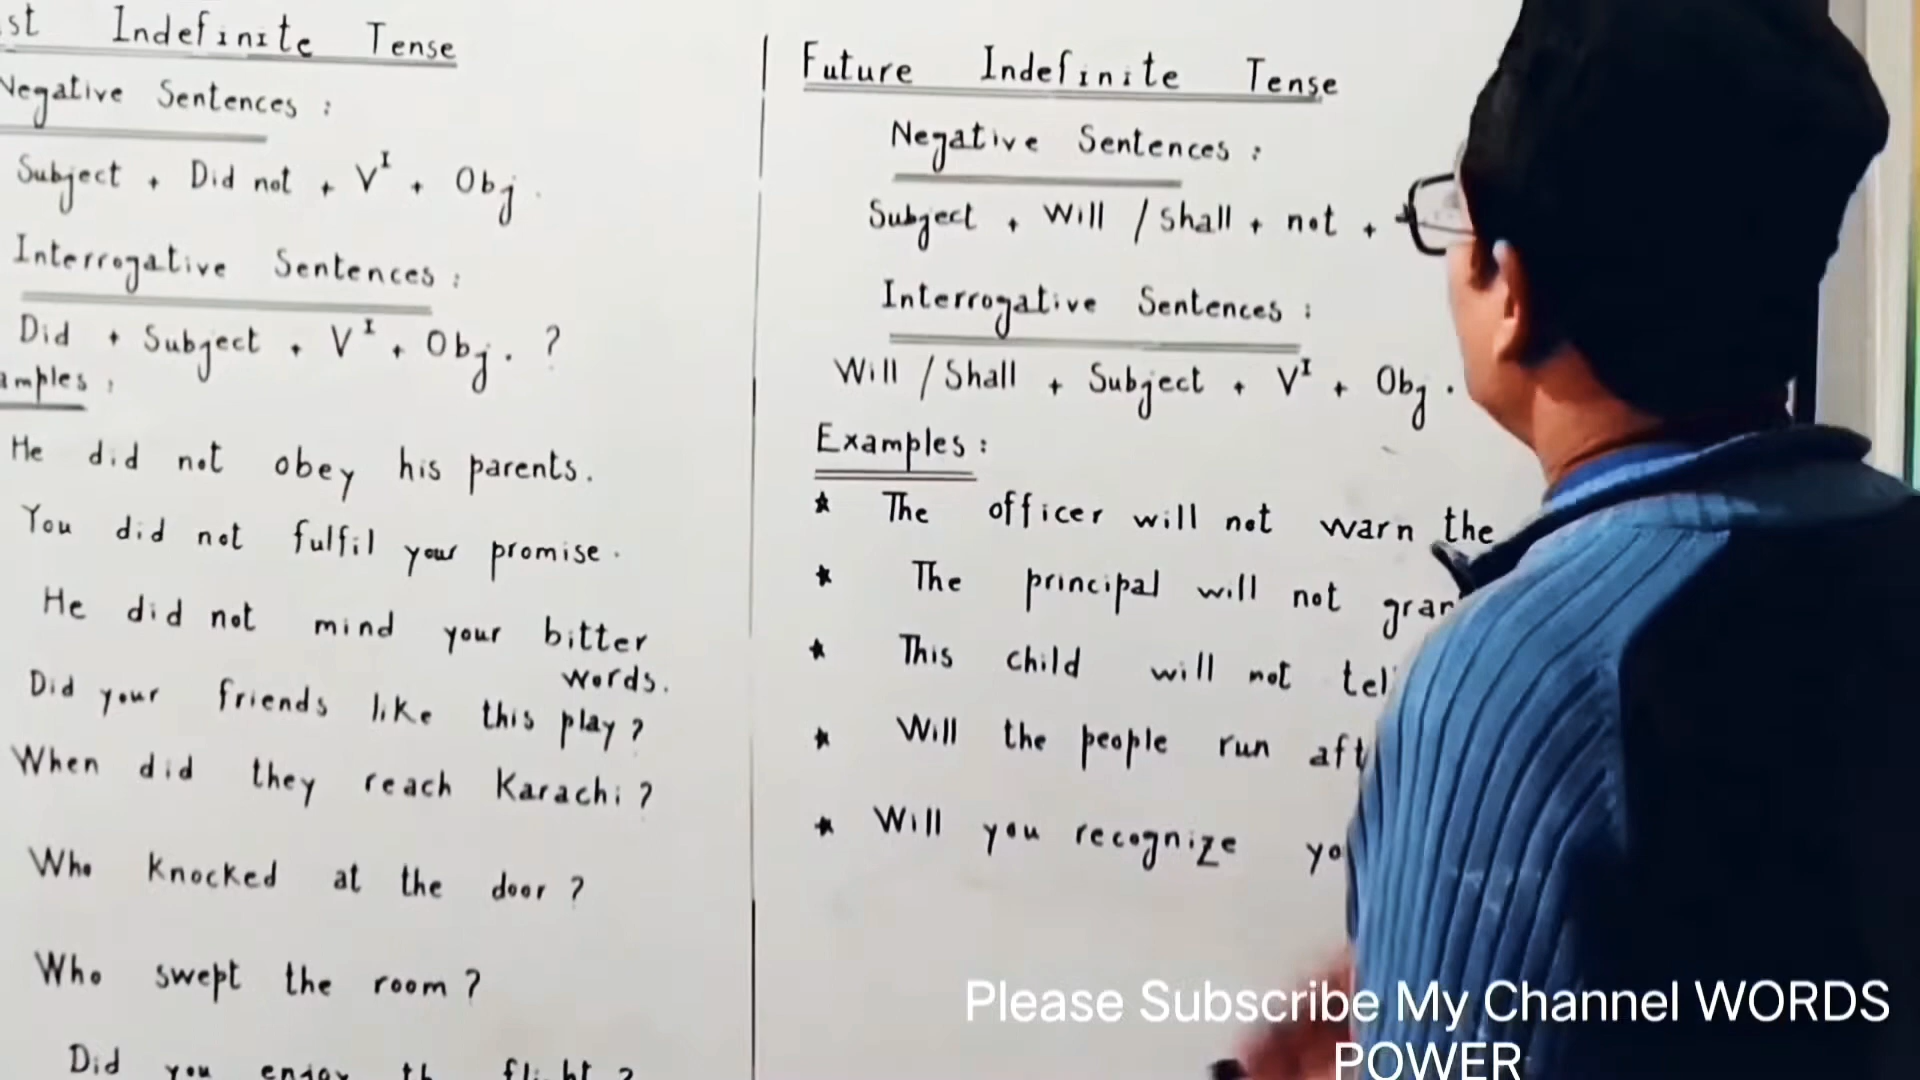 Indefinite Tense
Negative Sentences :
Subject + Did not + V^I + Obj .
Interrogative Sentences :
Did + Subject + V^I + Obj . ?
He did not obey his parents.
You did not fulfil your promise .
He did not mind your bitter
words.
Did your friends like this play ?
When did they reach Karachi ?
Who knocked at the door ?
Who swept the room ?
Did you enjoy
Future Indefinite Tense
Negative Sentences :
Subject + Will / Shall + not +
Interrogative Sentences :
Will / Shall + Subject + V^I + Obj .
Examples :
★ The officer will not warn the
★ The principal will not
★ This child will not
★ Will the people run
★ Will you recognize
Please Subscribe My Channel WORDS
POWER